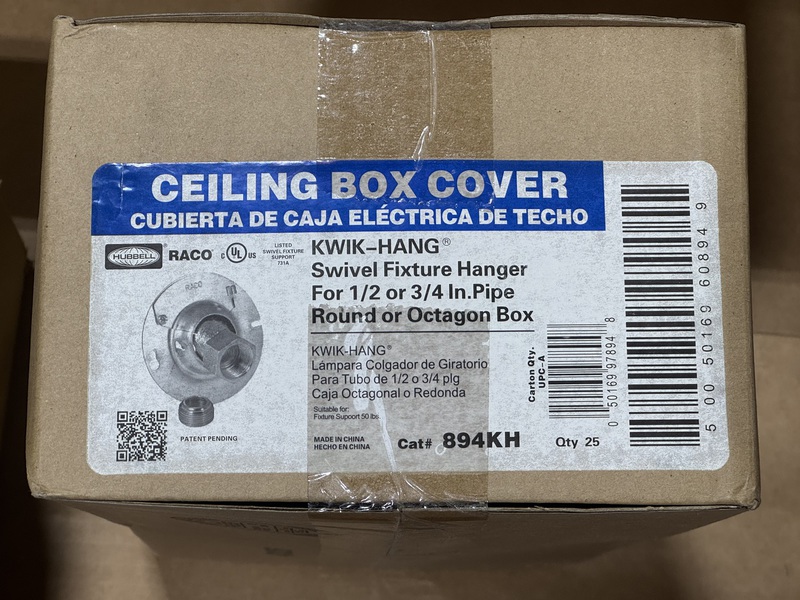 CEILING BOX COVER
CUBIERTA DE CAJA ELÉCTRICA DE TECHO
HUBBELL
RACO
C UL US
LISTED
SWIVEL FIXTURE
SUPPORT
731A
KWIK–HANG®
Swivel Fixture Hanger
For 1/2 or 3/4 In.Pipe
Round or Octagon Box
RACO
KWIK-HANG®
Lámpara Colgador de Giratorio
Para Tubo de 1/2 o 3/4 plg
Caja Octagonal o Redonda
Suitable for:
Fixture Support 50 lbs.
PATENT PENDING
MADE IN CHINA
HECHO EN CHINA
Cat# 894KH
Qty 25
Carton Qty.
UPC-A
0 50169 97894 8
5 00 50169 60894 9